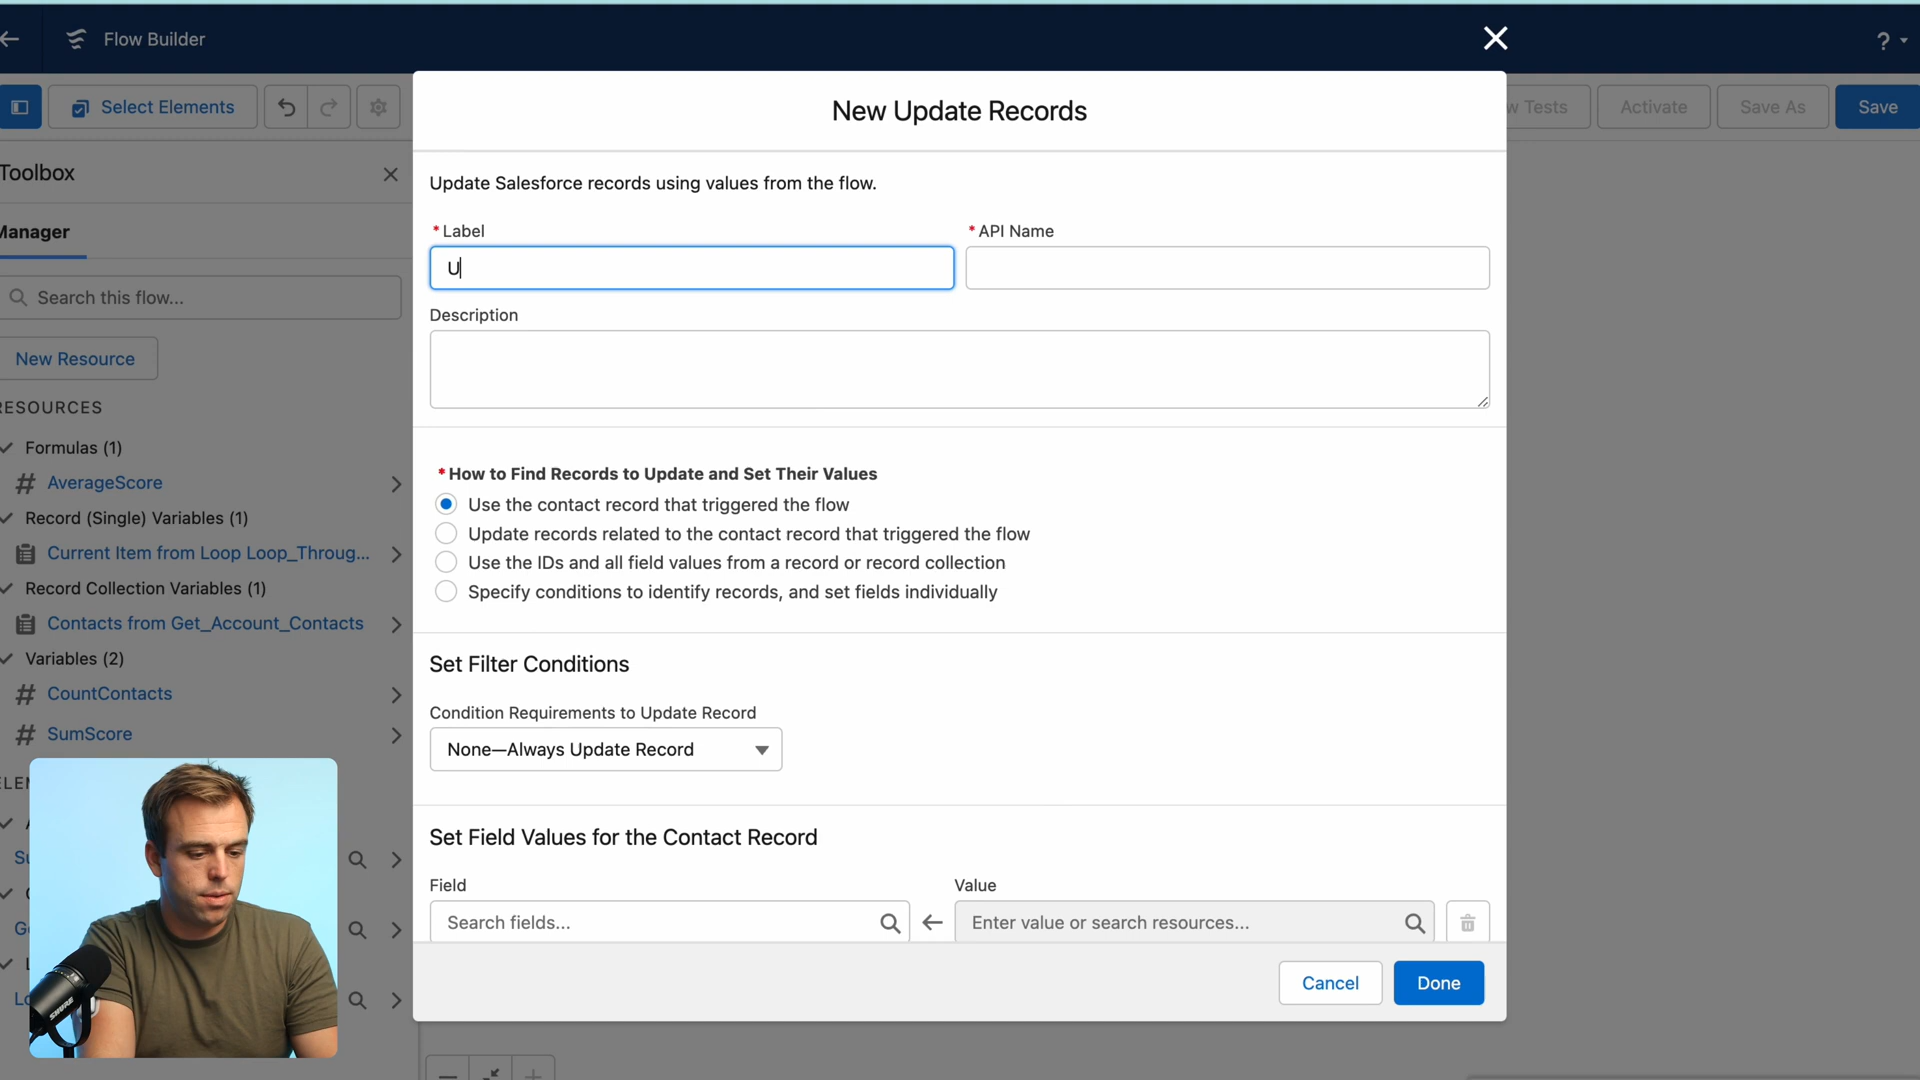 Flow Builder
?
Select Elements
w Tests
Activate
Save As
Save
Toolbox
Manager
Search this flow...
New Resource
RESOURCES
Formulas (1)
AverageScore
Record (Single) Variables (1)
Current Item from Loop Loop_Throug...
Record Collection Variables (1)
Contacts from Get_Account_Contacts
Variables (2)
CountContacts
SumScore
New Update Records
Update Salesforce records using values from the flow.
*Label
*API Name
U
Description
*How to Find Records to Update and Set Their Values
Use the contact record that triggered the flow
Update records related to the contact record that triggered the flow
Use the IDs and all field values from a record or record collection
Specify conditions to identify records, and set fields individually
Set Filter Conditions
Condition Requirements to Update Record
None—Always Update Record
Set Field Values for the Contact Record
Field
Value
Search fields...
Enter value or search resources...
Cancel
Done
SHURE